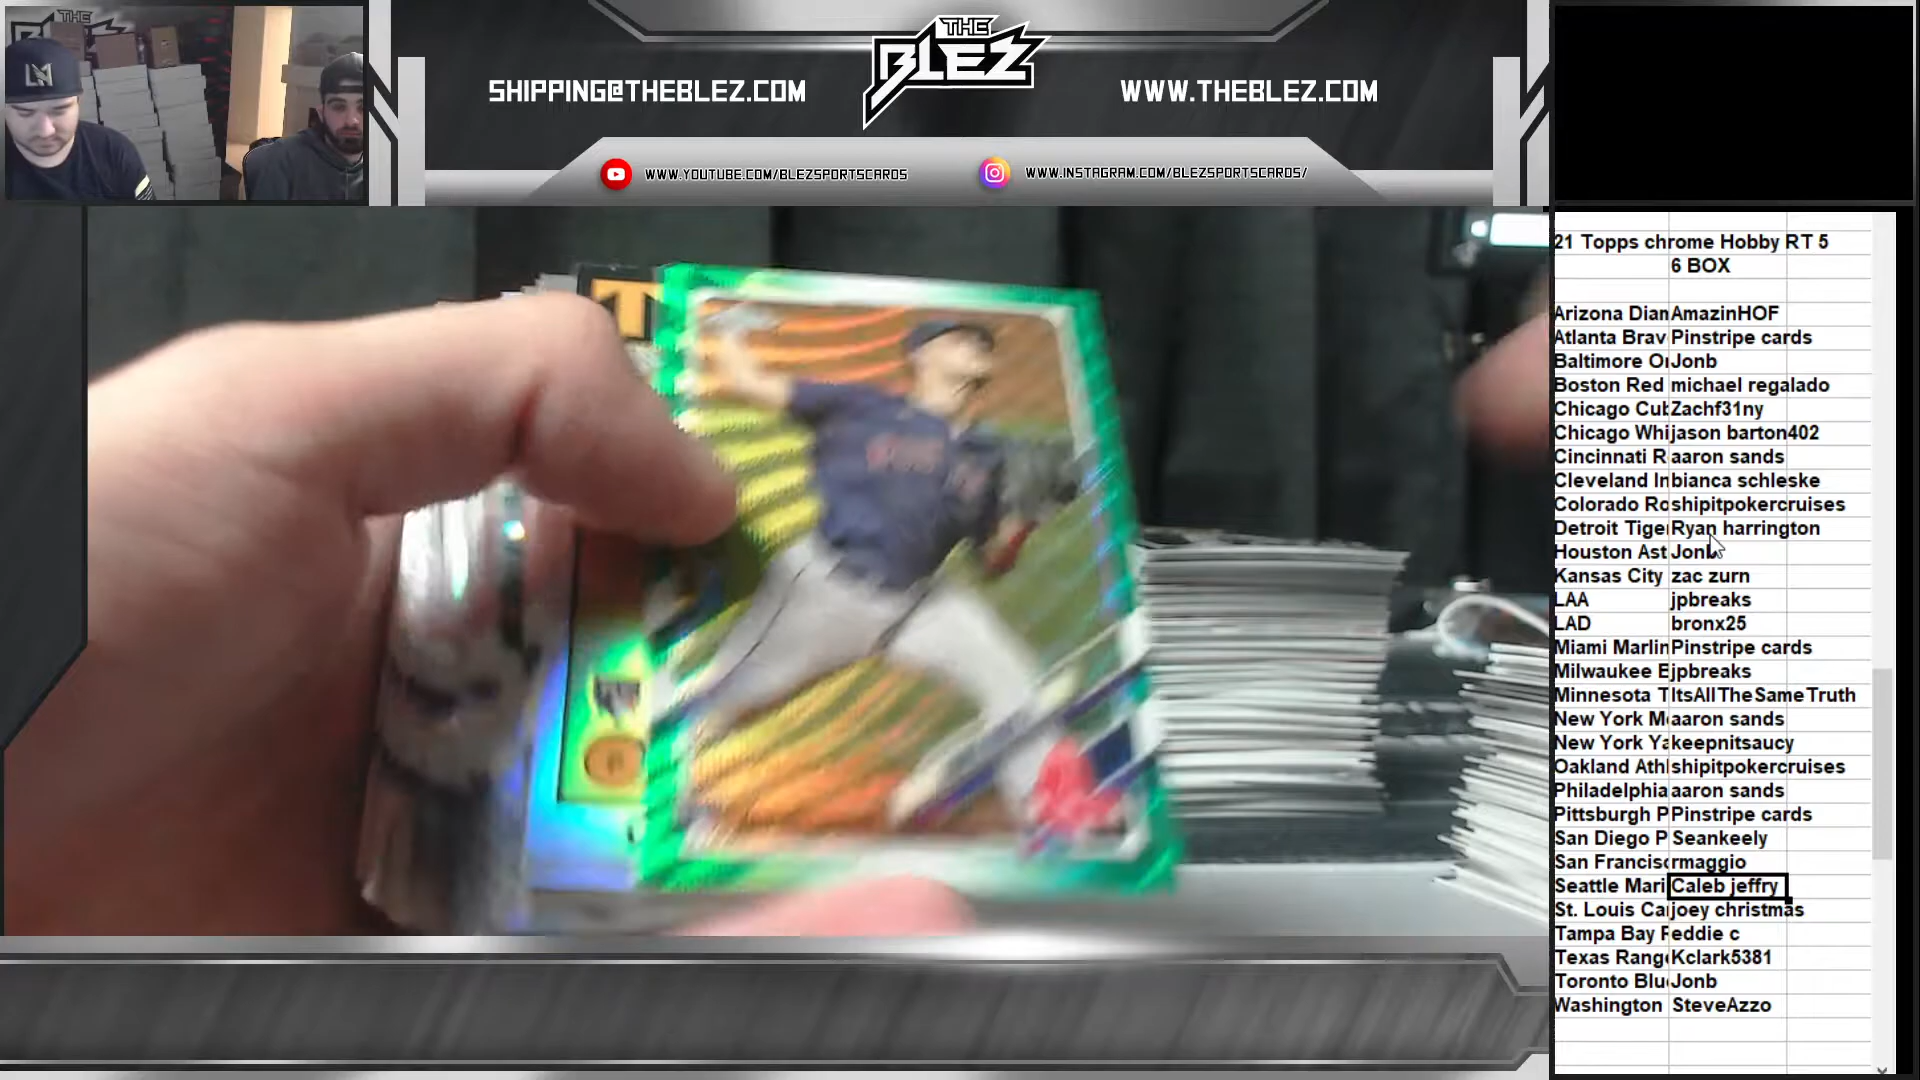 THE
BLEZ
SHIPPING@THEBLEZ.COM
WWW.THEBLEZ.COM
WWW.YOUTUBE.COM/BLEZSPORTSCARDS
WWW.INSTAGRAM.COM/BLEZSPORTSCARDS/
21 Topps chrome Hobby RT 5
6 BOX
Arizona Dian AmazinHOF
Atlanta Brav Pinstripe cards
Baltimore O Jonb
Boston Red michael regalado
Chicago Cub Zachf31ny
Chicago Whi jason barton402
Cincinnati R aaron sands
Cleveland In bianca schleske
Colorado Ro shipitpokercruises
Detroit Tige Ryan harrington
Houston Ast Jonb
Kansas City zac zurn
LAA jpbreaks
LAD bronx25
Miami Marlin Pinstripe cards
Milwaukee B jpbreaks
Minnesota T ItsAllTheSameTruth
New York M aaron sands
New York Ya keepnitsaucy
Oakland Ath shipitpokercruises
Philadelphia aaron sands
Pittsburgh P Pinstripe cards
San Diego P Seankeely
San Francisc rmaggio
Seattle Mari Caleb jeffry
St. Louis Ca joey christmas
Tampa Bay R eddie c
Texas Range Kclark5381
Toronto Blu Jonb
Washington SteveAzzo